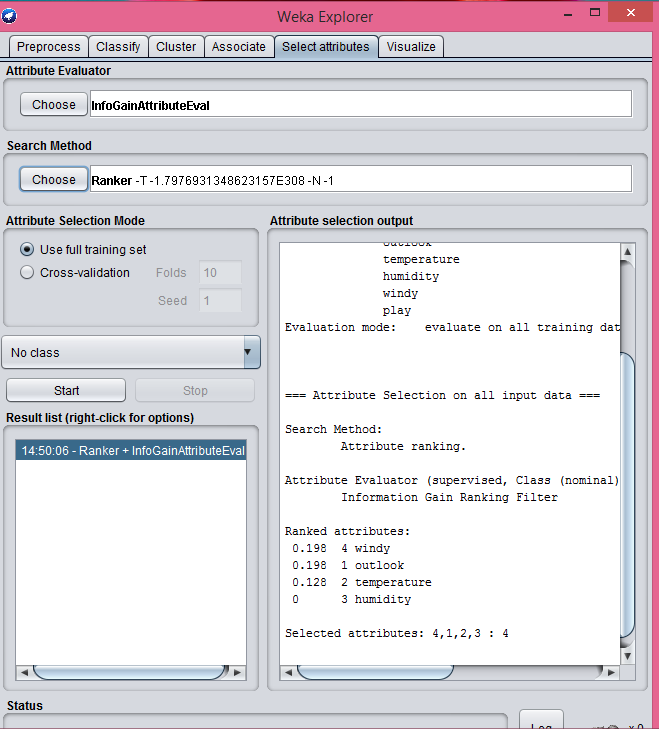 Weka Explorer
Preprocess Classify Cluster Associate Select attributes Visualize
Attribute Evaluator
Choose InfoGainAttributeEval
Search Method
Choose Ranker -T -1.7976931348623157E308 -N -1
Attribute Selection Mode
Use full training set
Cross-validation Folds 10
Seed 1
No class
Start Stop
Result list (right-click for options)
14:50:06 - Ranker + InfoGainAttributeEval
Attribute selection output
outlook
temperature
humidity
windy
play
Evaluation mode: evaluate on all training dat
=== Attribute Selection on all input data ===
Search Method:
Attribute ranking.
Attribute Evaluator (supervised, Class (nominal)
Information Gain Ranking Filter
Ranked attributes:
0.198 4 windy
0.198 1 outlook
0.128 2 temperature
0 3 humidity
Selected attributes: 4,1,2,3 : 4
Status
Log x 0